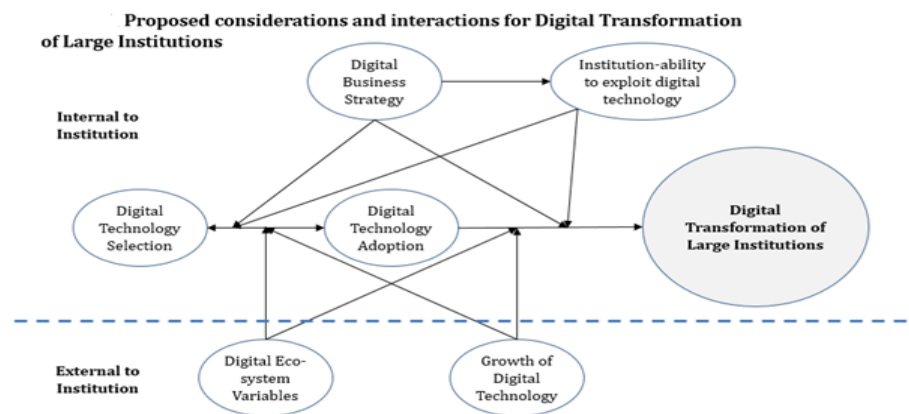 Proposed considerations and interactions for Digital Transformation
of Large Institutions
Digital
Business
Strategy
Institution-ability
to exploit digital
technology
Internal to
Institution
Digital
Technology
Selection
Digital
Technology
Adoption
Digital
Transformation of
Large Institutions
External to
Institution
Digital Eco-
system
Variables
Growth of
Digital
Technology